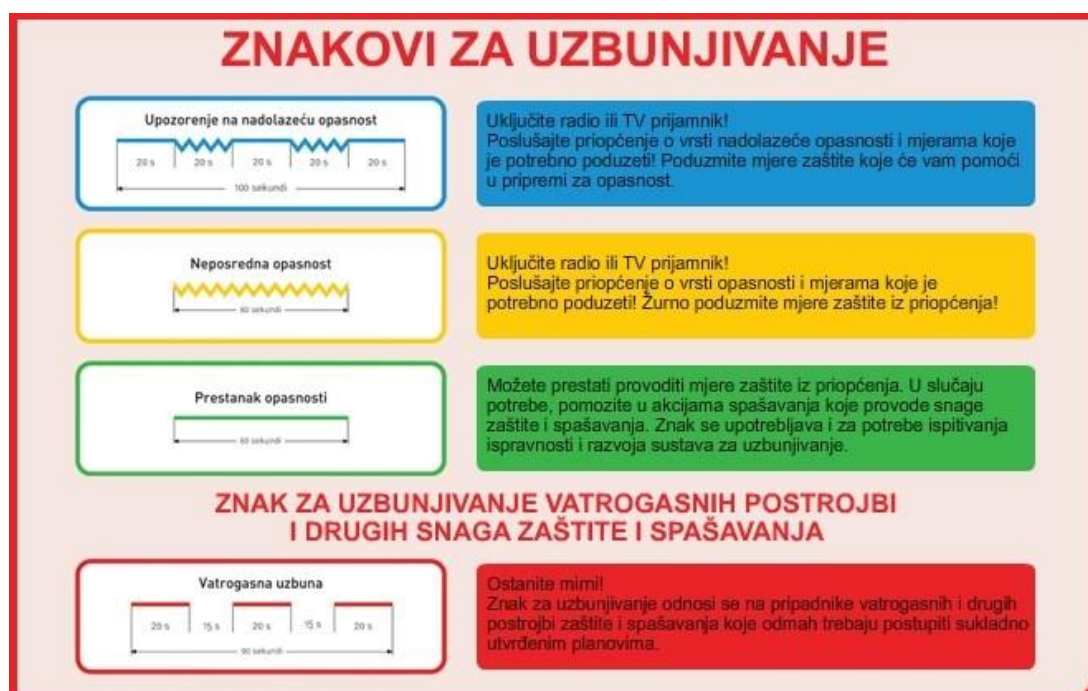 ZNAKOVI ZA UZBUNJIVANJE
Upozorenje na nadolazeću opasnost
20 s 20 s 20 s 20 s 20 s
100 sekundi
Uključite radio ili TV prijamnik!
Poslušajte priopćenje o vrsti nadolazeće opasnosti i mjerama koje
je potrebno poduzeti! Poduzmite mjere zaštite koje će vam pomoći
u pripremi za opasnost.
Neposredna opasnost
60 sekundi
Uključite radio ili TV prijamnik!
Poslušajte priopćenje o vrsti opasnosti i mjerama koje je
potrebno poduzeti! Žurno poduzmite mjere zaštite iz priopćenja!
Prestanak opasnosti
60 sekundi
Možete prestati provoditi mjere zaštite iz priopćenja. U slučaju
potrebe, pomozite u akcijama spašavanja koje provode snage
zaštite i spašavanja. Znak se upotrebljava i za potrebe ispitivanja
ispravnosti i razvoja sustava za uzbunjivanje.
ZNAK ZA UZBUNJIVANJE VATROGASNIH POSTROJBI
I DRUGIH SNAGA ZAŠTITE I SPAŠAVANJA
Vatrogasna uzbuna
20 s 15 s 20 s 15 s 20 s
90 sekundi
Ostanite mirni!
Znak za uzbunjivanje odnosi se na pripadnike vatrogasnih i drugih
postrojbi zaštite i spašavanja koje odmah trebaju postupiti sukladno
utvrđenim planovima.